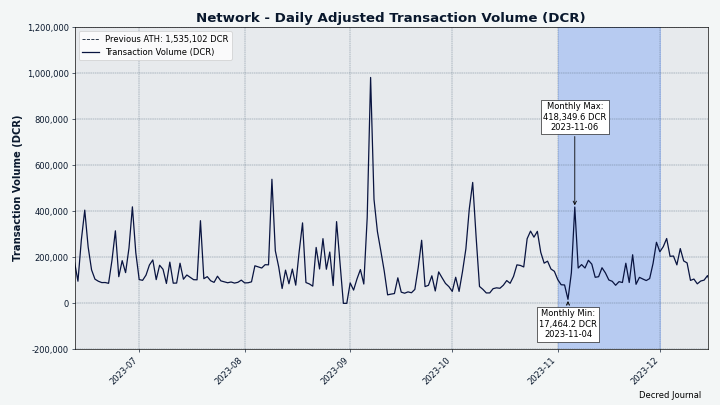 Network - Daily Adjusted Transaction Volume (DCR)
Previous ATH: 1,535,102 DCR
Transaction Volume (DCR)
Transaction Volume (DCR)
1,200,000
1,000,000
800,000
600,000
400,000
200,000
0
-200,000
Monthly Max:
418,349.6 DCR
2023-11-06
Monthly Min:
17,464.2 DCR
2023-11-04
2023-07
2023-08
2023-09
2023-10
2023-11
2023-12
Decred Journal